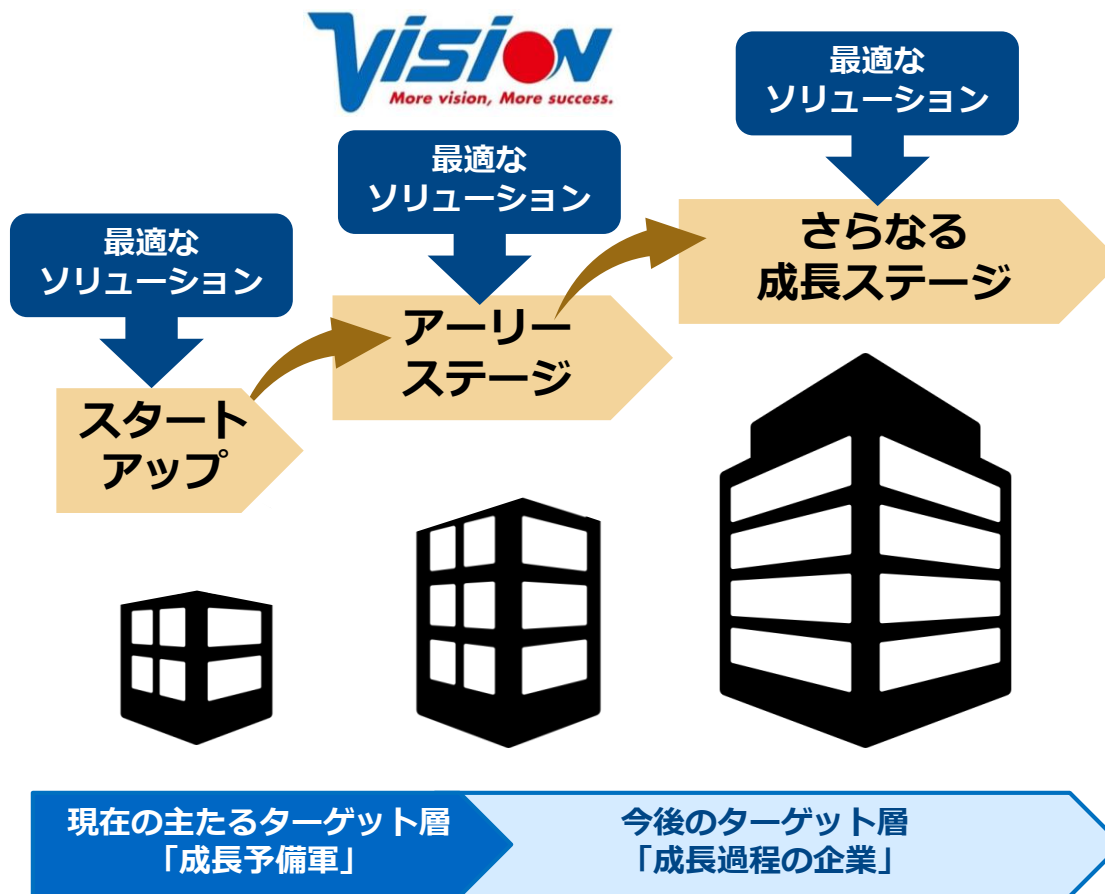 VISION
More vision, More success.
最適な
ソリューション
スタート
アップ
最適な
ソリューション
アーリー
ステージ
最適な
ソリューション
さらなる
成長ステージ
現在の主たるターゲット層
「成長予備軍」
今後のターゲット層
「成長過程の企業」